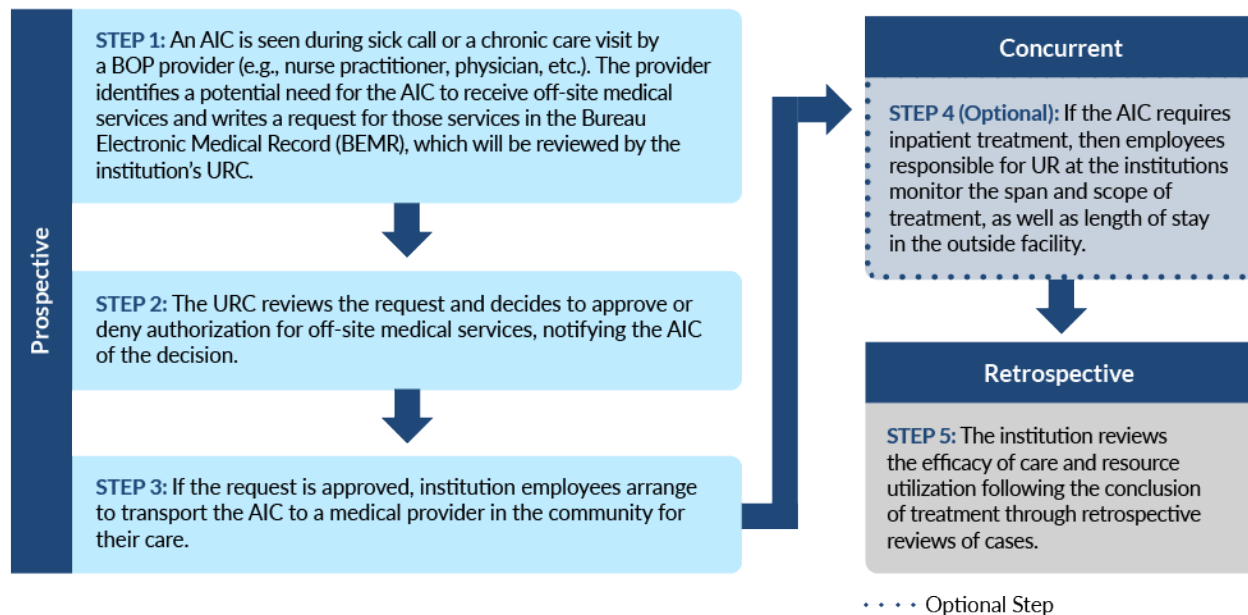 Prospective
STEP 1: An AIC is seen during sick call or a chronic care visit by
a BOP provider (e.g., nurse practitioner, physician, etc.). The provider
identifies a potential need for the AIC to receive off-site medical
services and writes a request for those services in the Bureau
Electronic Medical Record (BEMR), which will be reviewed by the
institution’s URC.
STEP 2: The URC reviews the request and decides to approve or
deny authorization for off-site medical services, notifying the AIC
of the decision.
STEP 3: If the request is approved, institution employees arrange
to transport the AIC to a medical provider in the community for
their care.
Concurrent
STEP 4 (Optional): If the AIC requires
inpatient treatment, then employees
responsible for UR at the institutions
monitor the span and scope of
treatment, as well as length of stay
in the outside facility.
Retrospective
STEP 5: The institution reviews
the efficacy of care and resource
utilization following the conclusion
of treatment through retrospective
reviews of cases.
Optional Step